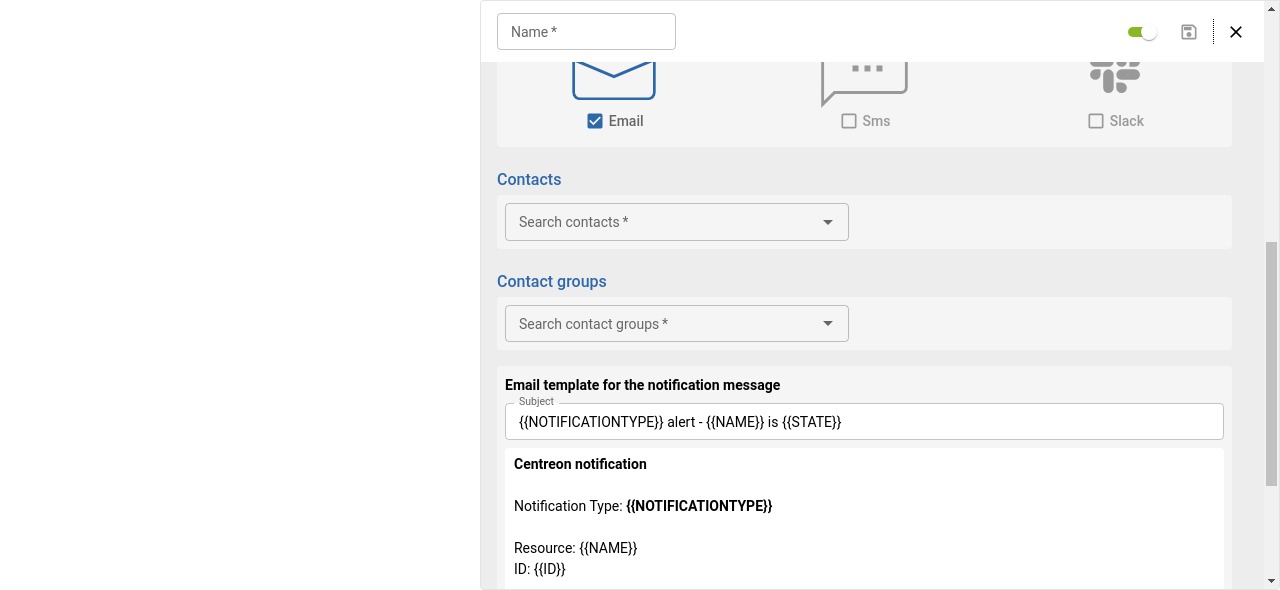 Name *
Email
Sms
Slack
Contacts
Search contacts *
Contact groups
Search contact groups *
Email template for the notification message
Subject
{{NOTIFICATIONTYPE}} alert - {{NAME}} is {{STATE}}
Centreon notification
Notification Type: {{NOTIFICATIONTYPE}}
Resource: {{NAME}}
ID: {{ID}}